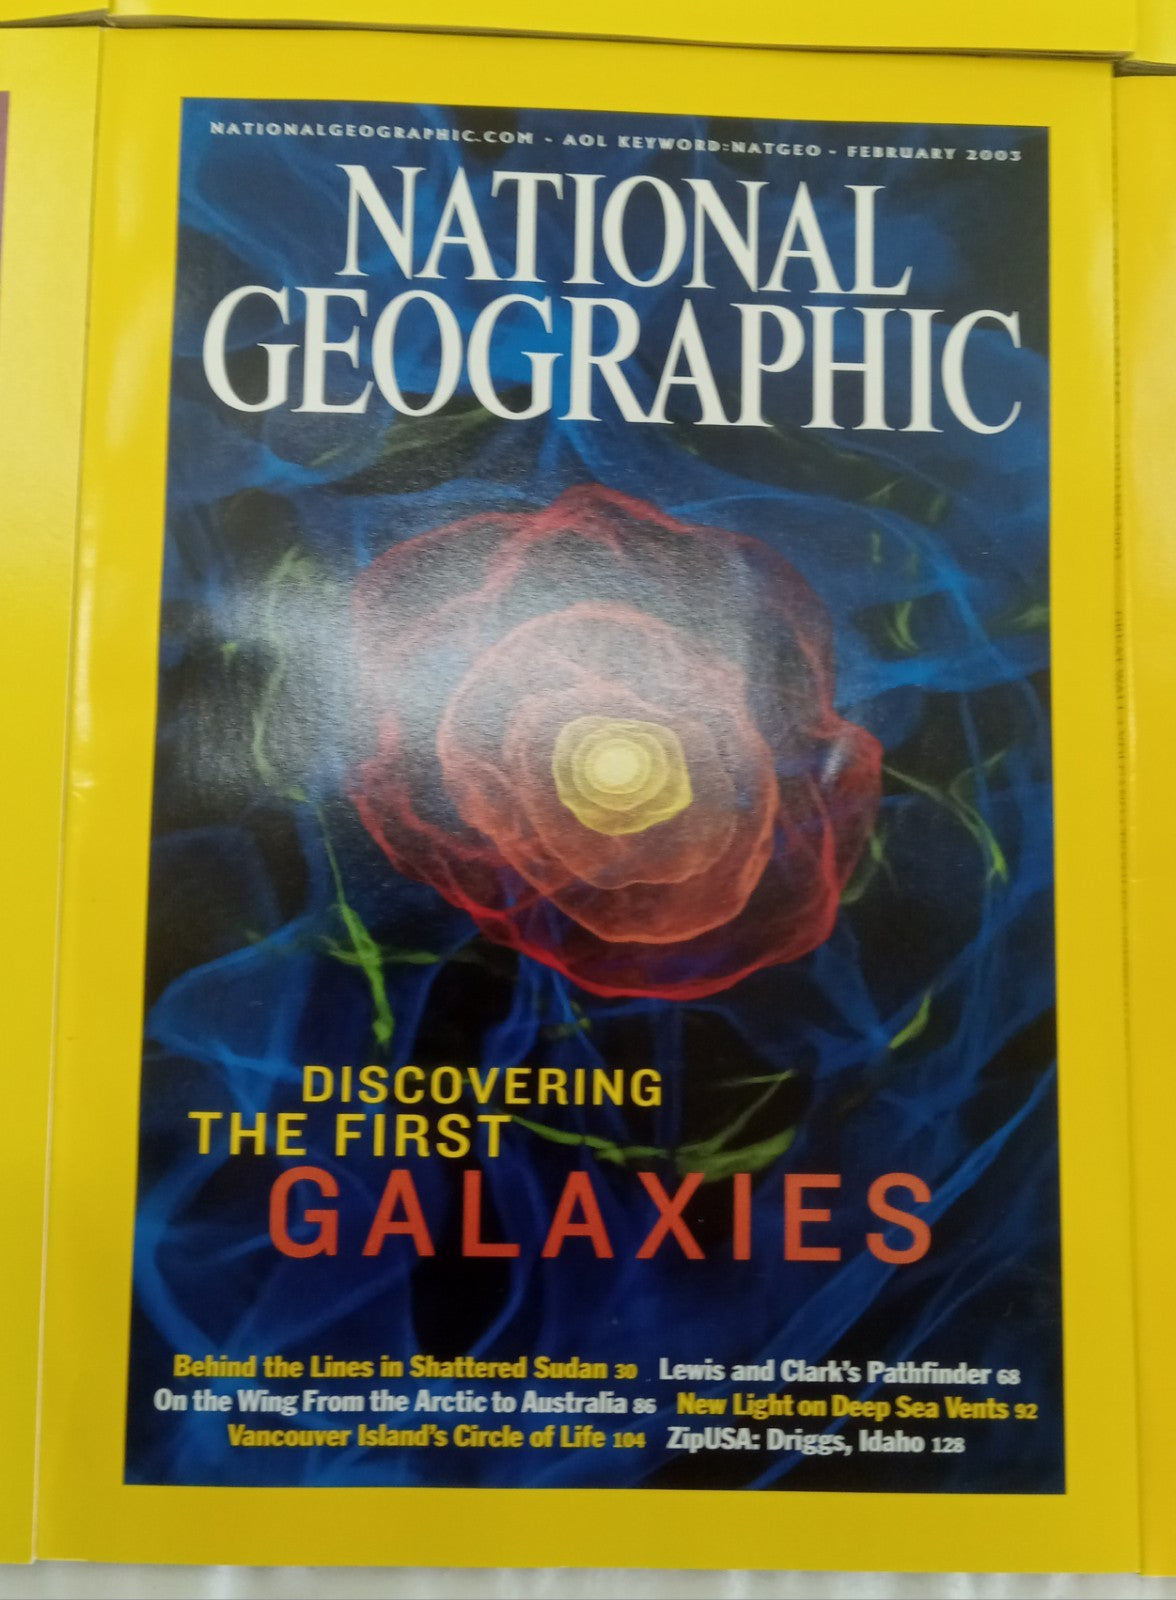 NATIONALGEOGRAPHIC.COM - AOL KEYWORD:NATGEO - FEBRUARY 2003
NATIONAL
GEOGRAPHIC
DISCOVERING
THE FIRST
GALAXIES
Behind the Lines in Shattered Sudan 30 Lewis and Clark's Pathfinder 68
On the Wing From the Arctic to Australia 86 New Light on Deep Sea Vents 92
Vancouver Island's Circle of Life 104 ZipUSA: Driggs, Idaho 128